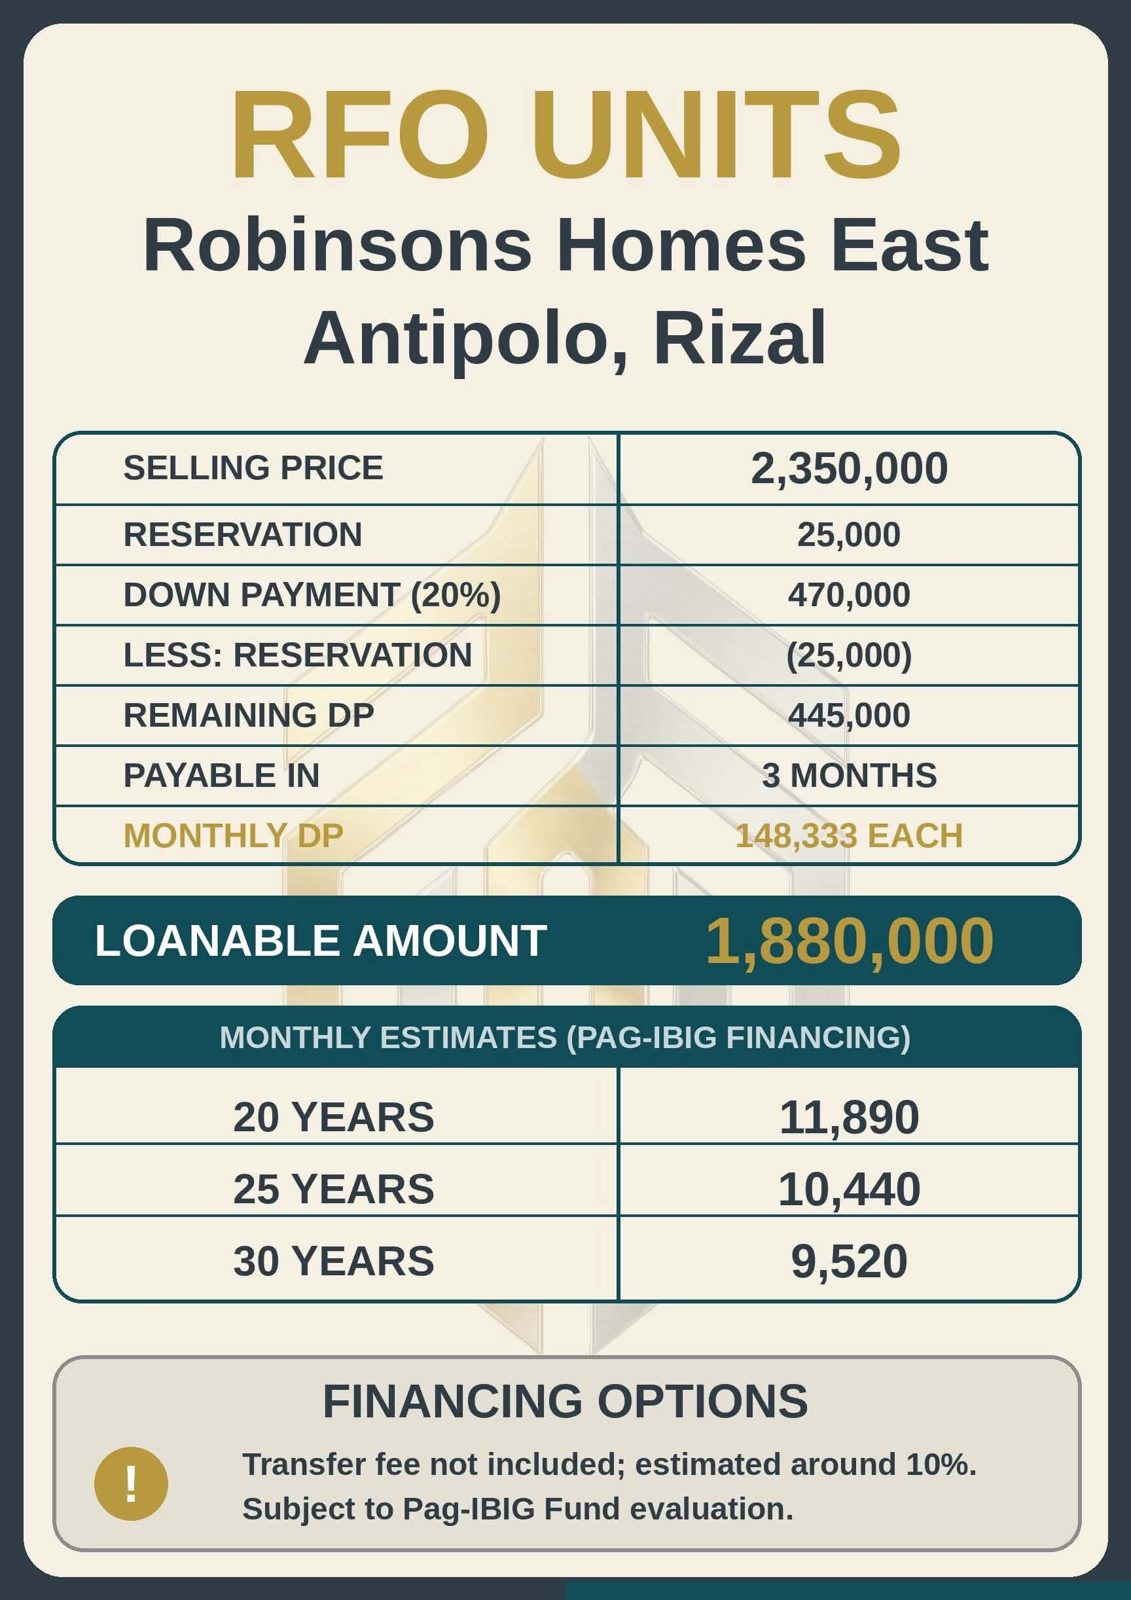 RFO UNITS
Robinsons Homes East
Antipolo, Rizal
SELLING PRICE 2,350,000
RESERVATION 25,000
DOWN PAYMENT (20%) 470,000
LESS: RESERVATION (25,000)
REMAINING DP 445,000
PAYABLE IN 3 MONTHS
MONTHLY DP 148,333 EACH
LOANABLE AMOUNT 1,880,000
MONTHLY ESTIMATES (PAG-IBIG FINANCING)
20 YEARS 11,890
25 YEARS 10,440
30 YEARS 9,520
FINANCING OPTIONS
! Transfer fee not included; estimated around 10%.
Subject to Pag-IBIG Fund evaluation.